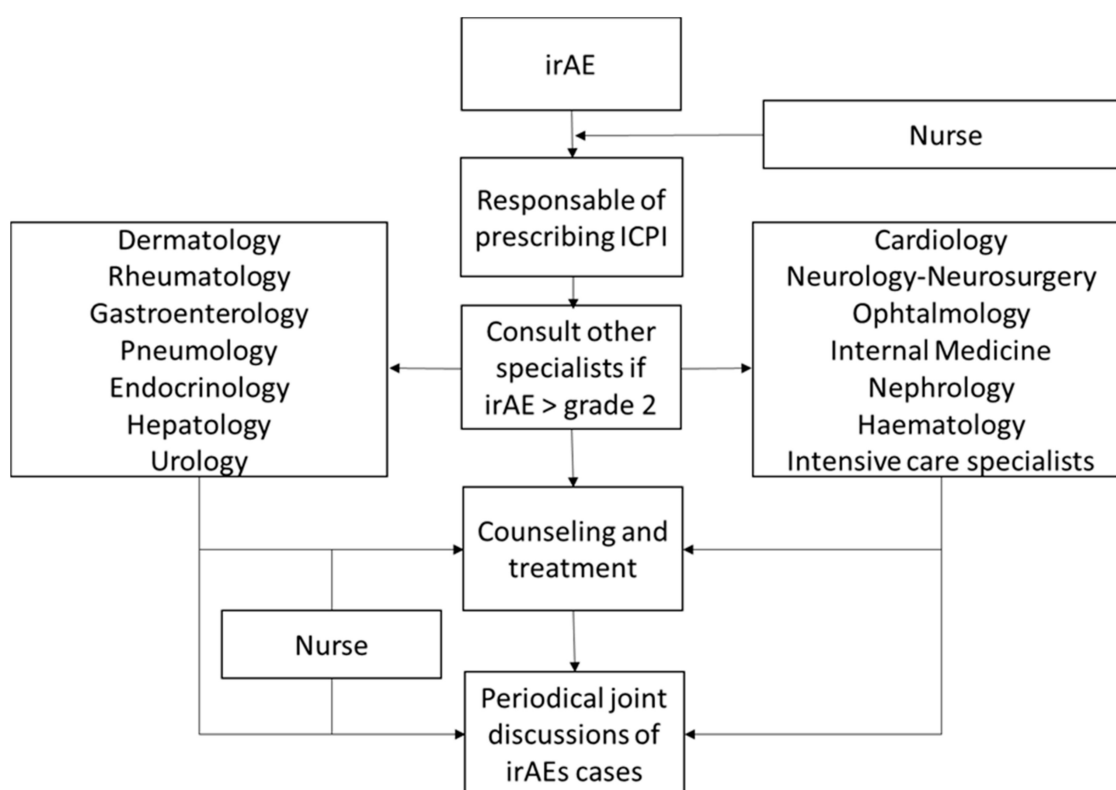 irAE
Nurse
Responsable of
prescribing ICPI
Dermatology
Rheumatology
Gastroenterology
Pneumology
Endocrinology
Hepatology
Urology
Consult other
specialists if
irAE > grade 2
Cardiology
Neurology-Neurosurgery
Ophtalmology
Internal Medicine
Nephrology
Haematology
Intensive care specialists
Counseling and
treatment
Nurse
Periodical joint
discussions of
irAEs cases